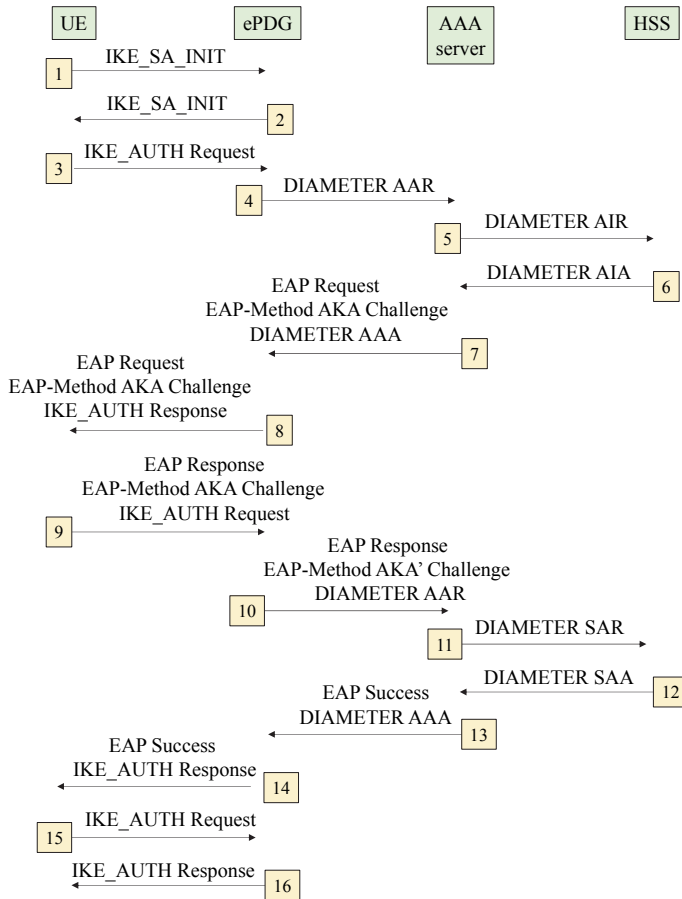 UE
ePDG
AAA
server
HSS
IKE_SA_INIT
1
IKE_SA_INIT
2
IKE_AUTH Request
3
DIAMETER AAR
4
DIAMETER AIR
5
DIAMETER AIA
6
EAP Request
EAP-Method AKA Challenge
DIAMETER AAA
7
EAP Request
EAP-Method AKA Challenge
IKE_AUTH Response
8
EAP Response
EAP-Method AKA Challenge
IKE_AUTH Request
9
EAP Response
EAP-Method AKA’ Challenge
DIAMETER AAR
10
DIAMETER SAR
11
DIAMETER SAA
12
EAP Success
DIAMETER AAA
13
EAP Success
IKE_AUTH Response
14
IKE_AUTH Request
15
IKE_AUTH Response
16